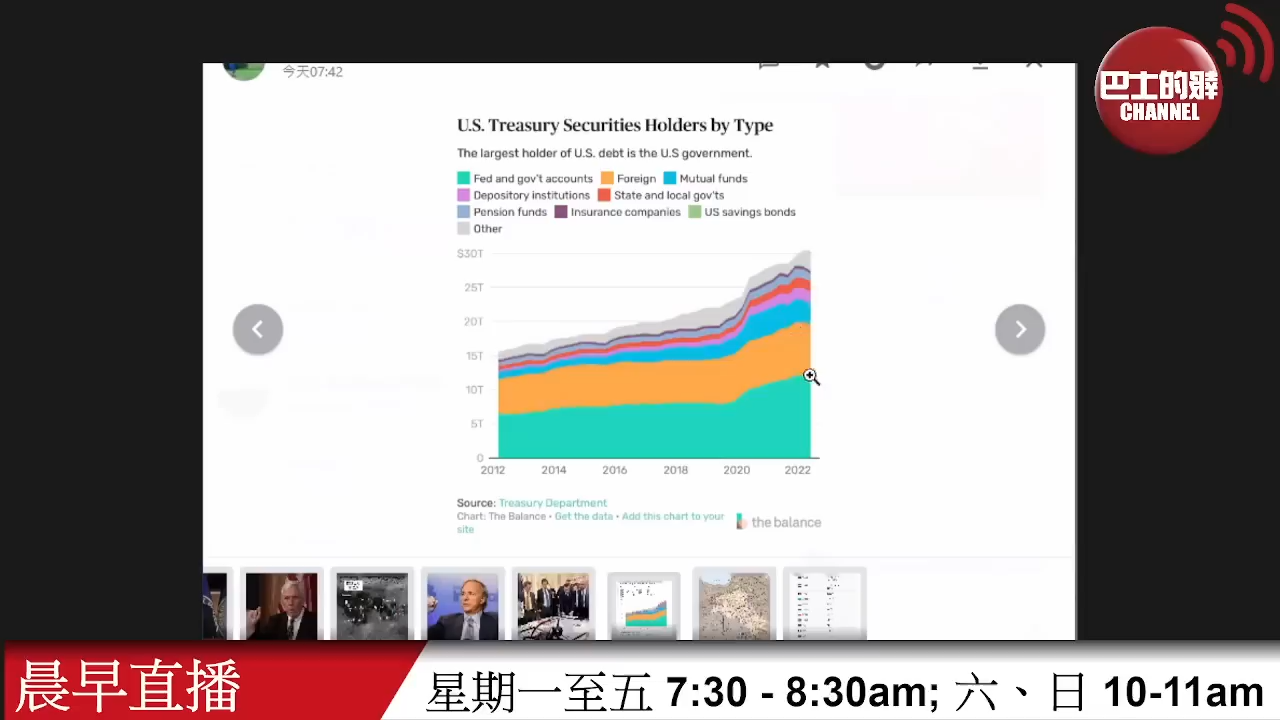 今天07:42
巴士的報
CHANNEL
U.S. Treasury Securities Holders by Type
The largest holder of U.S. debt is the U.S government.
Fed and gov't accounts Foreign Mutual funds
Depository institutions State and local gov'ts
Pension funds Insurance companies US savings bonds
Other
$30T
25T
20T
15T
10T
5T
0
2012 2014 2016 2018 2020 2022
Source: Treasury Department
Chart: The Balance • Get the data • Add this chart to your
site
the balance
晨早直播
星期一至五 7:30 - 8:30am; 六、日 10-11am